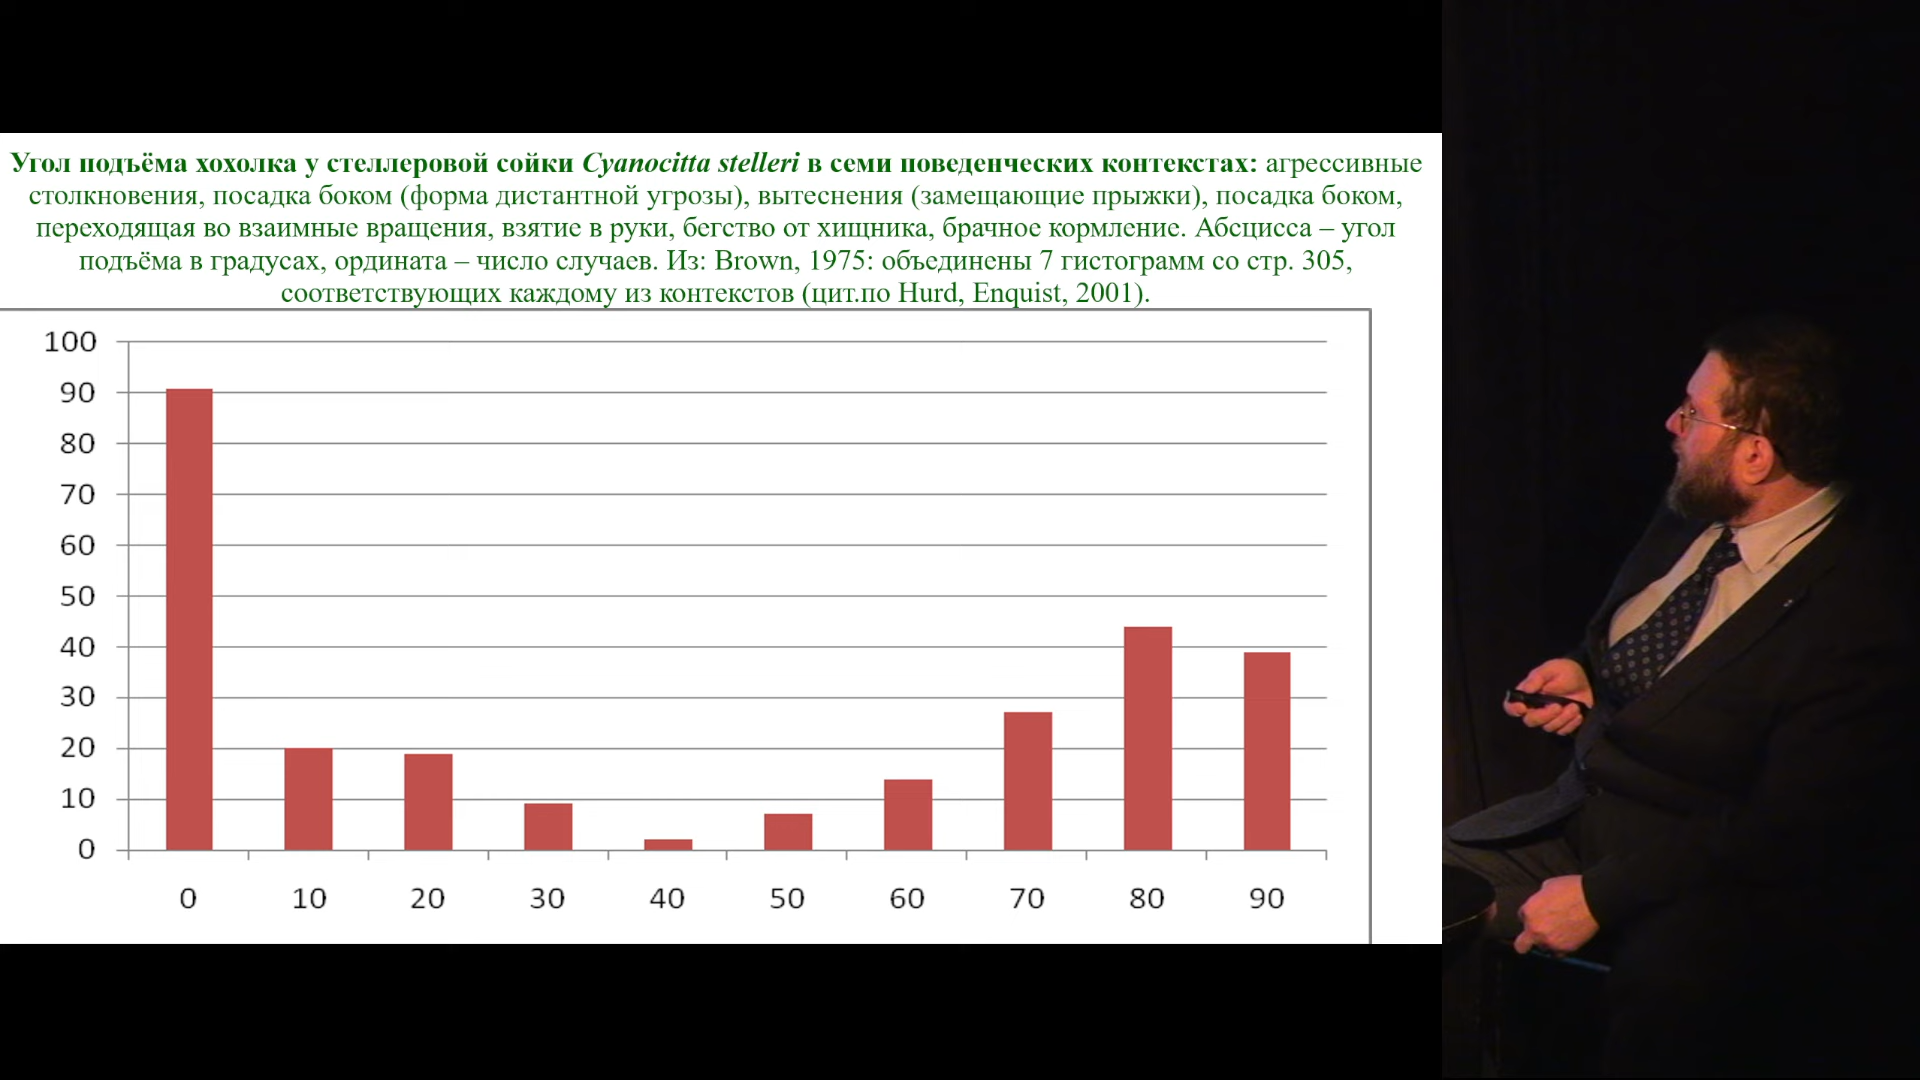 Угол подъёма хохолка у стеллеровой сойки Cyanocitta stelleri в семи поведенческих контекстах: агрессивные
столкновения, посадка боком (форма дистантной угрозы), вытеснения (замещающие прыжки), посадка боком,
переходящая во взаимные вращения, взятие в руки, бегство от хищника, брачное кормление. Абсцисса – угол
подъёма в градусах, ордината – число случаев. Из: Brown, 1975: объединены 7 гистограмм со стр. 305,
соответствующих каждому из контекстов (цит.по Hurd, Enquist, 2001).
100
90
80
70
60
50
40
30
20
10
0
0 10 20 30 40 50 60 70 80 90